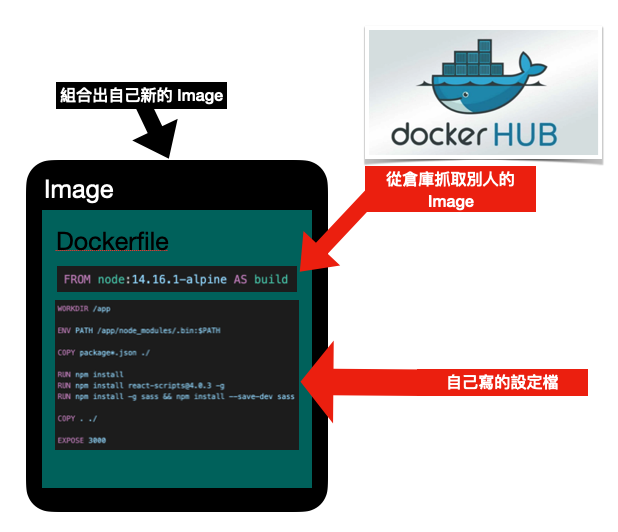 組合出自己新的 Image
docker HUB
從倉庫抓取別人的
Image
Image
Dockerfile
FROM node:14.16.1-alpine AS build
WORKDIR /app
ENV PATH /app/node_modules/.bin:$PATH
COPY package*.json ./
RUN npm install
RUN npm install react-scripts@4.0.3 -g
RUN npm install -g sass && npm install --save-dev sass
COPY . ./
EXPOSE 3000
自己寫的設定檔